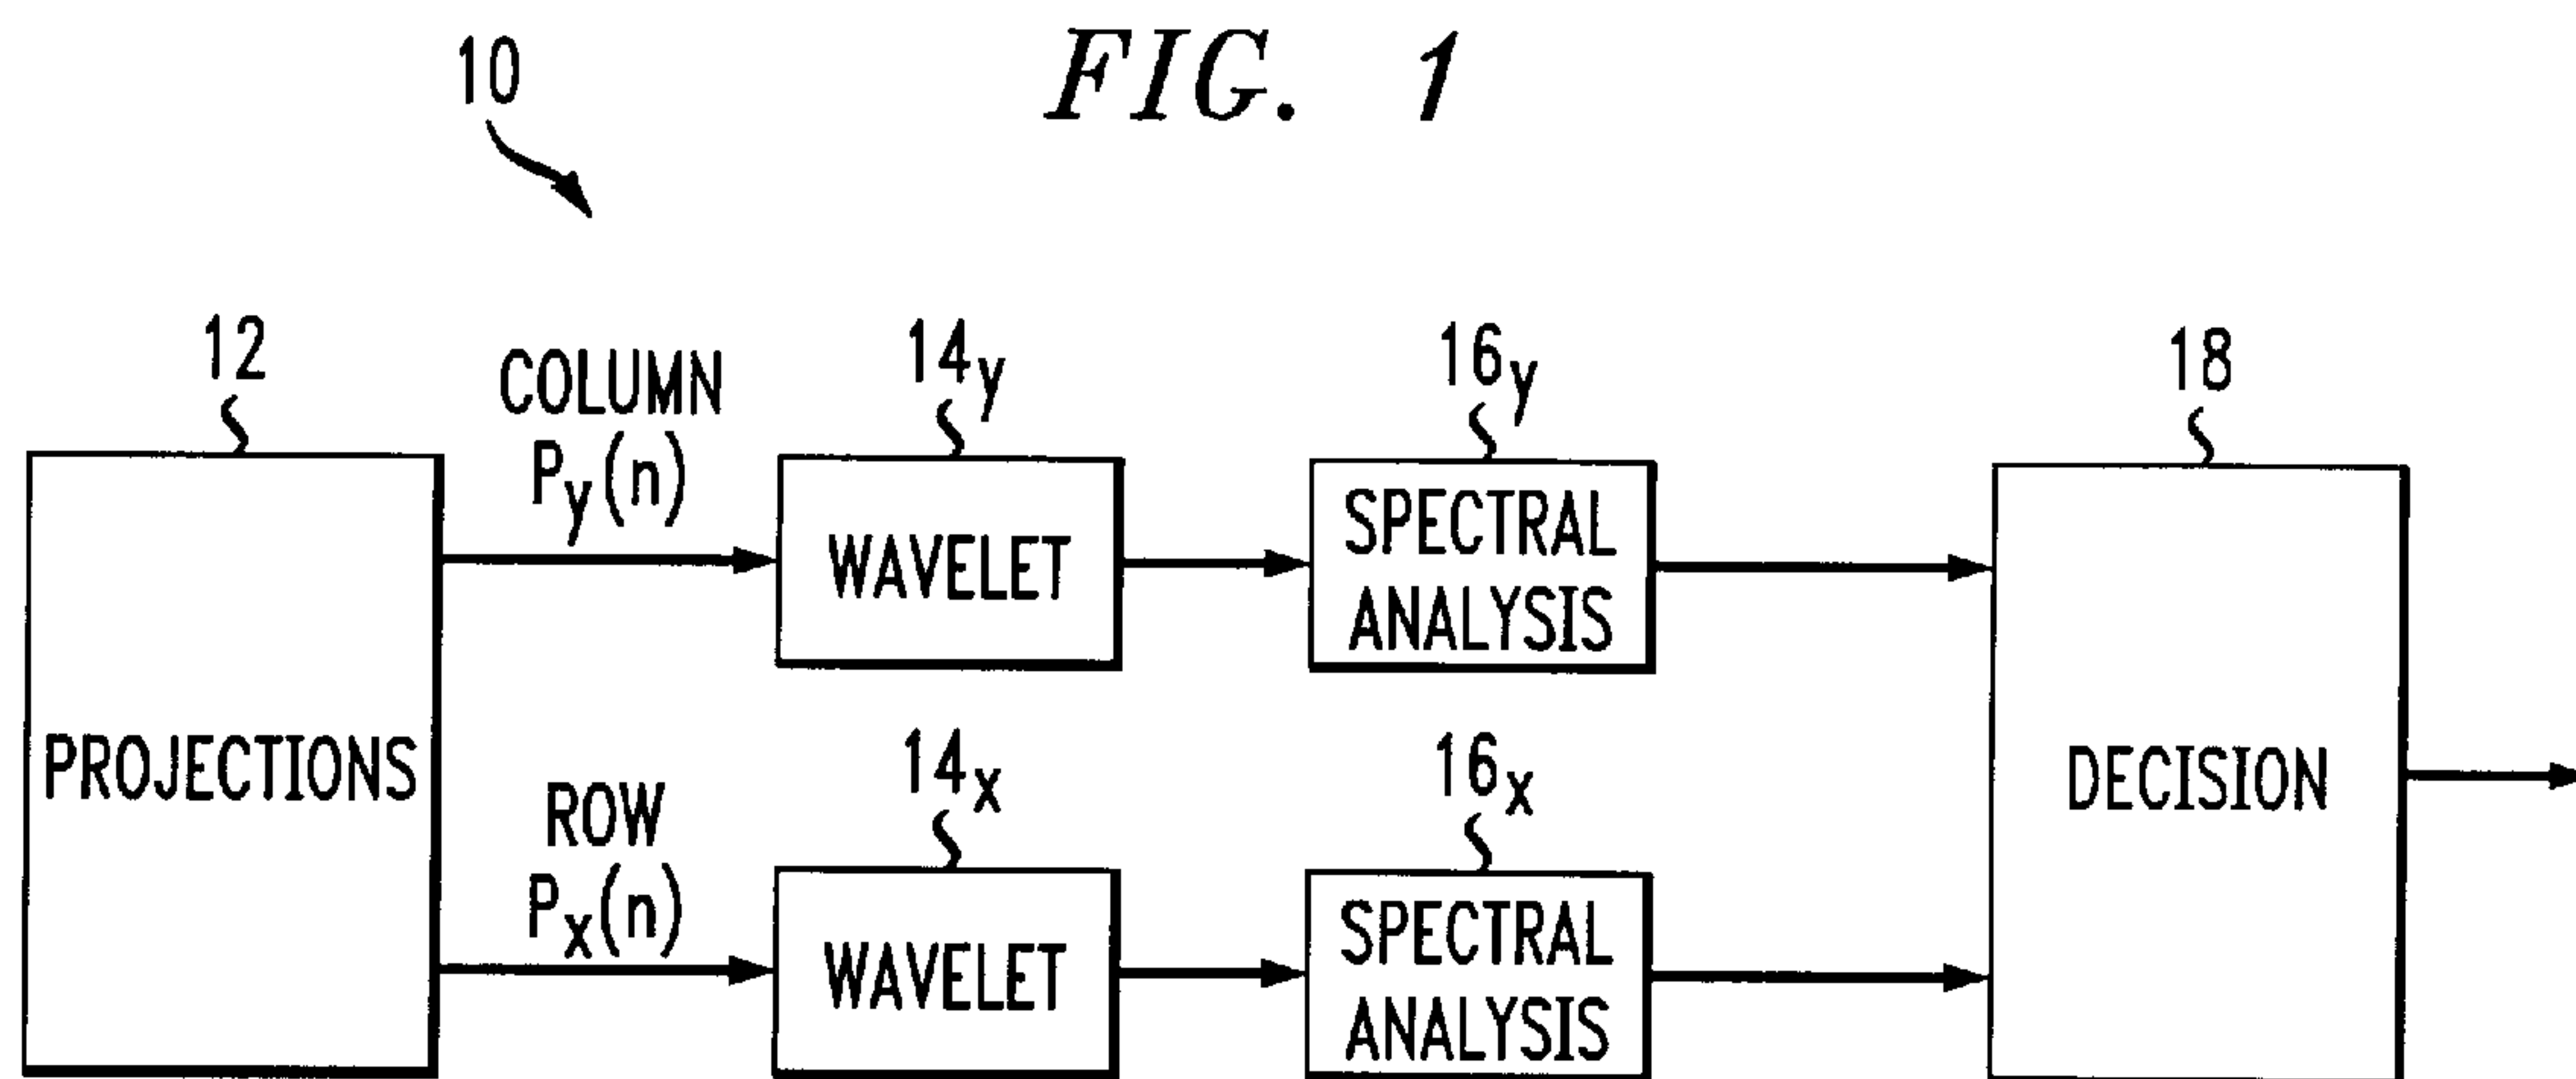 FIG. 1
10
12
COLUMN
Py(n)
14y
16y
18
WAVELET
SPECTRAL
ANALYSIS
PROJECTIONS
DECISION
ROW
Px(n)
14x
16x
WAVELET
SPECTRAL
ANALYSIS